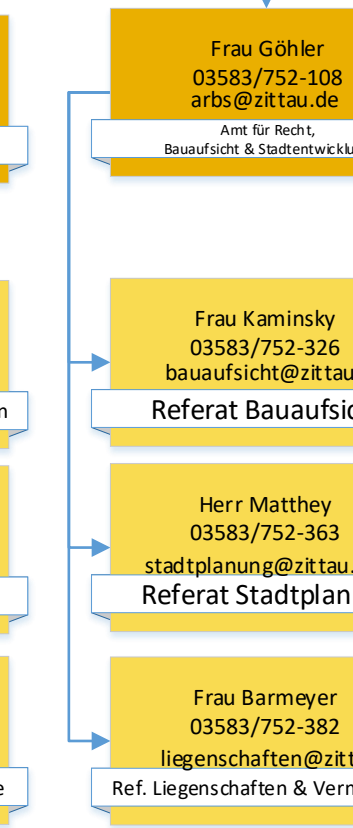 Frau Göhler
03583/752-108
arbs@zittau.de
Amt für Recht,
Bauaufsicht & Stadtentwicklu
Frau Kaminsky
03583/752-326
bauaufsicht@zittau
n
Referat Bauaufsic
Herr Matthey
03583/752-363
stadtplanung@zittau.
Referat Stadtplan
Frau Barmeyer
03583/752-382
liegenschaften@zitt
e
Ref. Liegenschaften & Verm